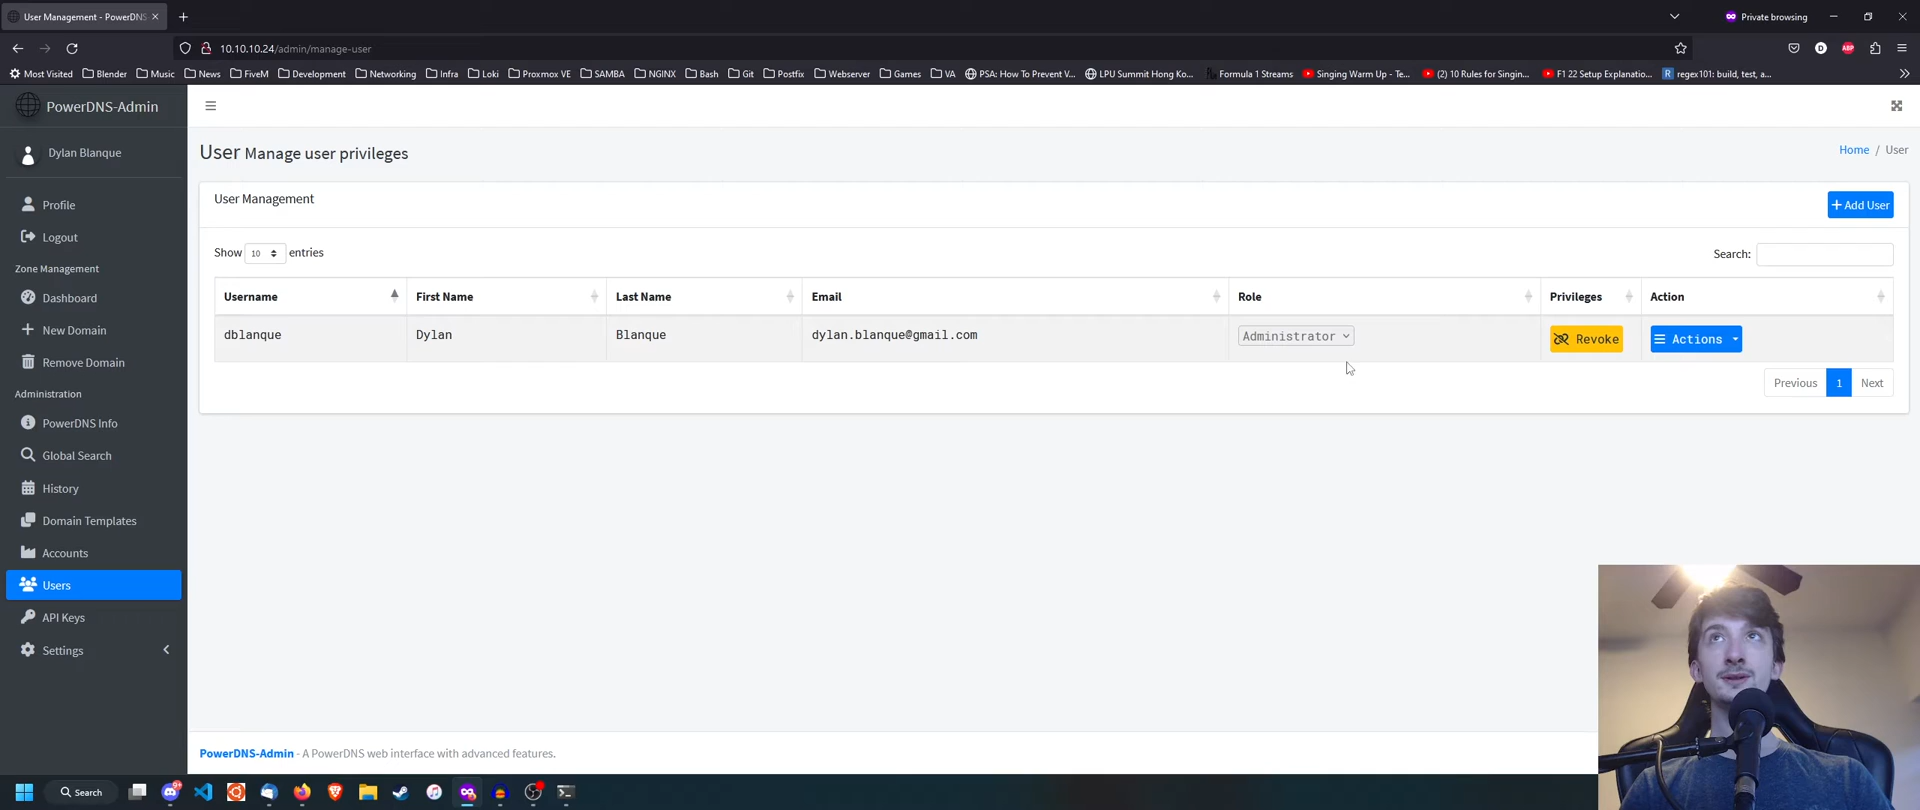 User Management - PowerDNS
Private browsing
10.10.10.24/admin/manage-user
Most Visited Blender Music News FiveM Development Networking Infra Loki Proxmox VE SAMBA NGINX Bash Git Postfix Webserver Games VA PSA: How To Prevent V... LPU Summit Hong Ko... Formula 1 Streams Singing Warm Up - Te... (2) 10 Rules for Singin... F1 22 Setup Explanatio... regex101: build, test, a...
PowerDNS-Admin
Dylan Blanque
Profile
Logout
Zone Management
Dashboard
New Domain
Remove Domain
Administration
PowerDNS Info
Global Search
History
Domain Templates
Accounts
Users
API Keys
Settings
User Manage user privileges
Home / User
User Management
+ Add User
Show 10 entries
Search:
Username First Name Last Name Email Role Privileges Action
dblanque Dylan Blanque dylan.blanque@gmail.com Administrator Revoke Actions
Previous 1 Next
PowerDNS-Admin - A PowerDNS web interface with advanced features.
Search